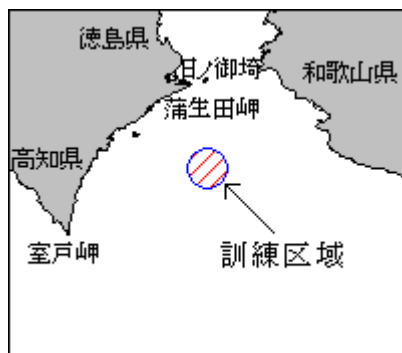 徳島県
日ノ御埼
和歌山県
蒲生田岬
高知県
室戸岬
訓練区域